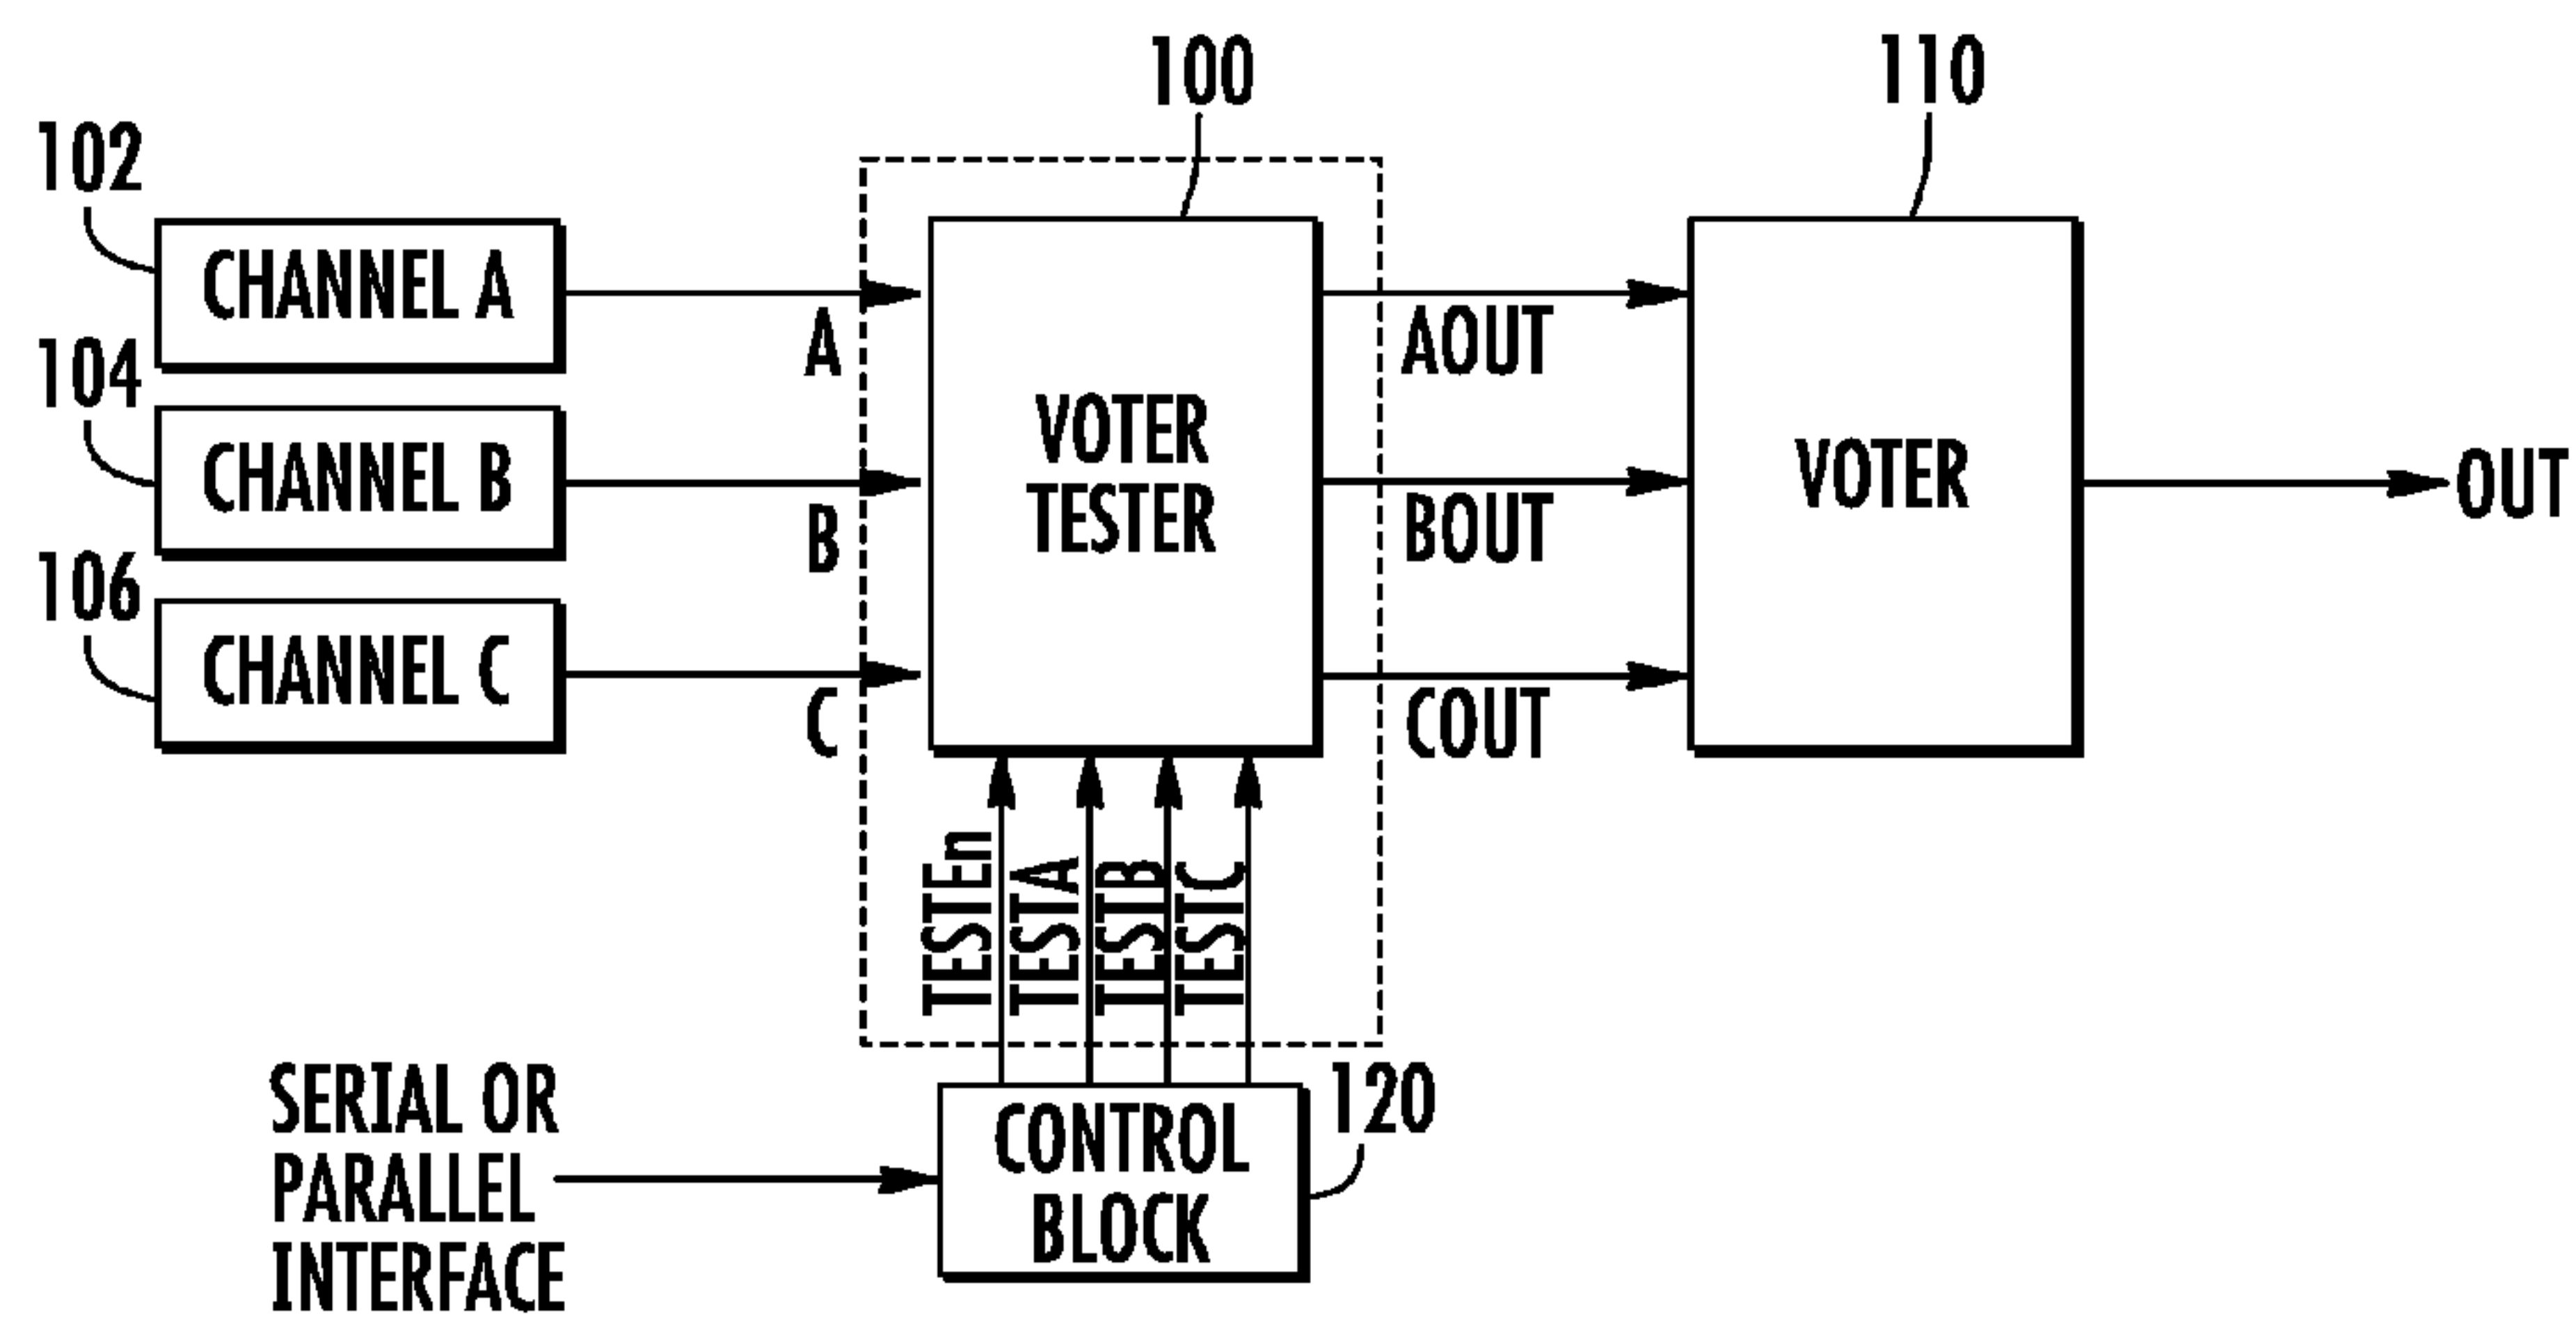 100
110
102
CHANNEL A
A
AOUT
104
CHANNEL B
B
VOTER
TESTER
BOUT
VOTER
OUT
106
CHANNEL C
C
COUT
TESTEn
TESTA
TESTB
TESTC
SERIAL OR
PARALLEL
INTERFACE
CONTROL
BLOCK
120